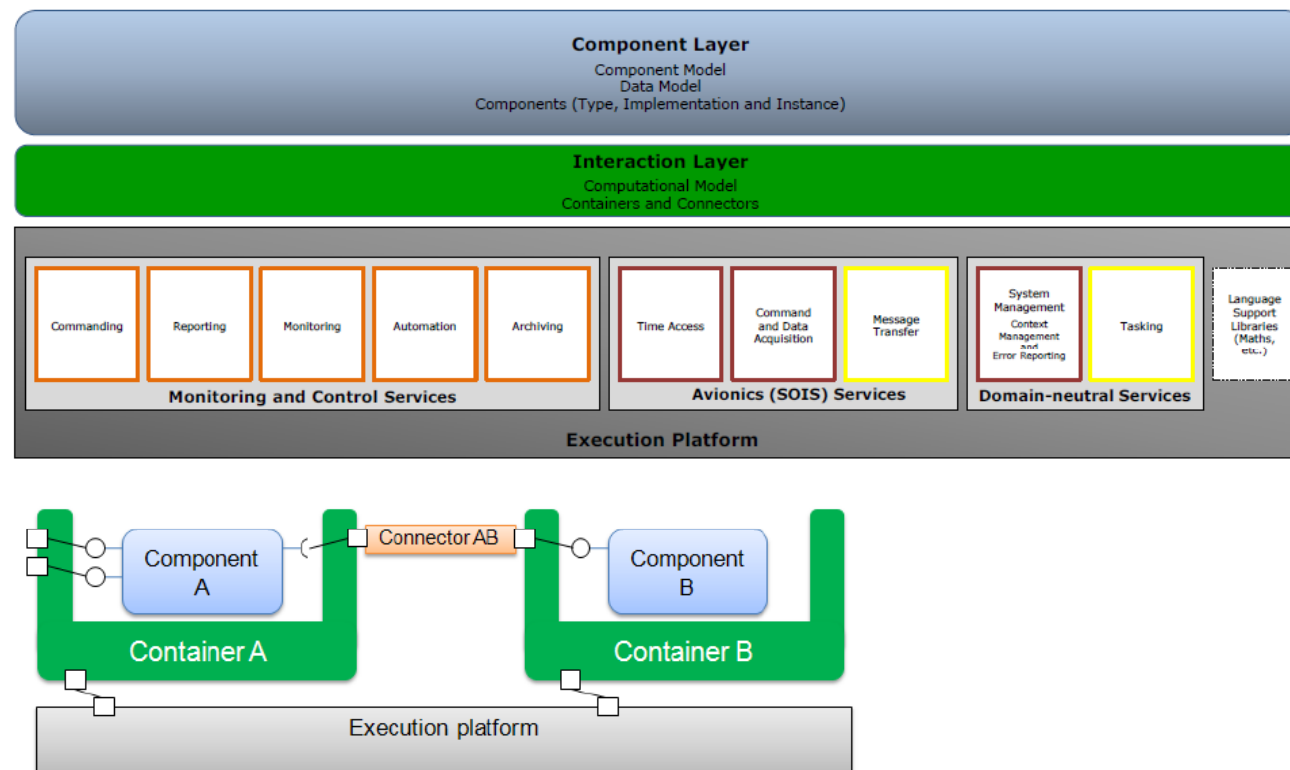 Component Layer
Component Model
Data Model
Components (Type, Implementation and Instance)
Interaction Layer
Computational Model
Containers and Connectors
Commanding
Reporting
Monitoring
Automation
Archiving
Monitoring and Control Services
Time Access
Command
and Data
Acquisition
Message
Transfer
Avionics (SOIS) Services
System
Management
Context
Management
and
Error Reporting
Tasking
Domain-neutral Services
Language
Support
Libraries
(Maths,
etc.)
Execution Platform
Component
A
Connector AB
Component
B
Container A
Container B
Execution platform